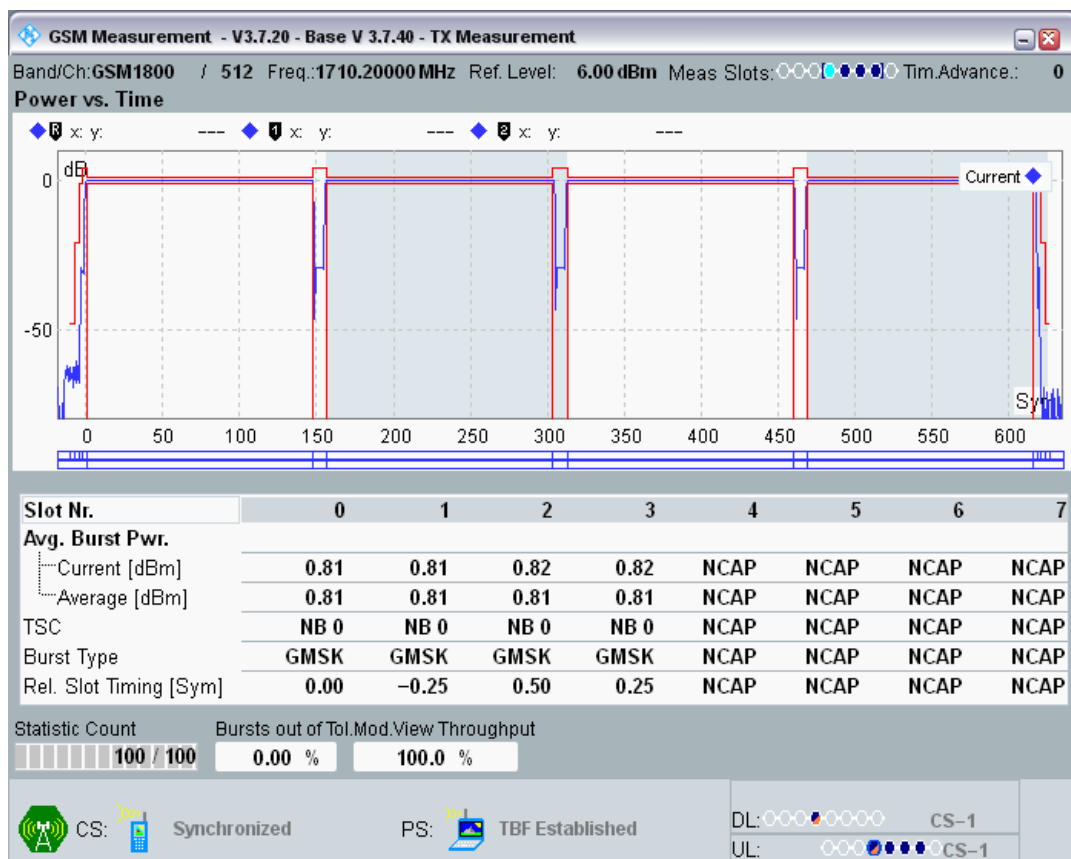 GSM Measurement - V3.7.20 - Base V 3.7.40 - TX Measurement
Band/Ch:GSM1800 / 512 Freq.:1710.20000 MHz Ref. Level: 6.00 dBm Meas Slots: Tim.Advance.: 0
Power vs. Time
R x: y: --- 1 x: y: --- 2 x: y: ---
dB
Current
0
-50
Sym
0 50 100 150 200 250 300 350 400 450 500 550 600
Slot Nr. 0 1 2 3 4 5 6 7
Avg. Burst Pwr.
Current [dBm] 0.81 0.81 0.82 0.82 NCAP NCAP NCAP NCAP
Average [dBm] 0.81 0.81 0.81 0.81 NCAP NCAP NCAP NCAP
TSC NB 0 NB 0 NB 0 NB 0 NCAP NCAP NCAP NCAP
Burst Type GMSK GMSK GMSK GMSK NCAP NCAP NCAP NCAP
Rel. Slot Timing [Sym] 0.00 −0.25 0.50 0.25 NCAP NCAP NCAP NCAP
Statistic Count Bursts out of Tol. Mod.View Throughput
100 / 100 0.00 % 100.0 %
CS: Synchronized PS: TBF Established DL: CS−1
UL: CS−1